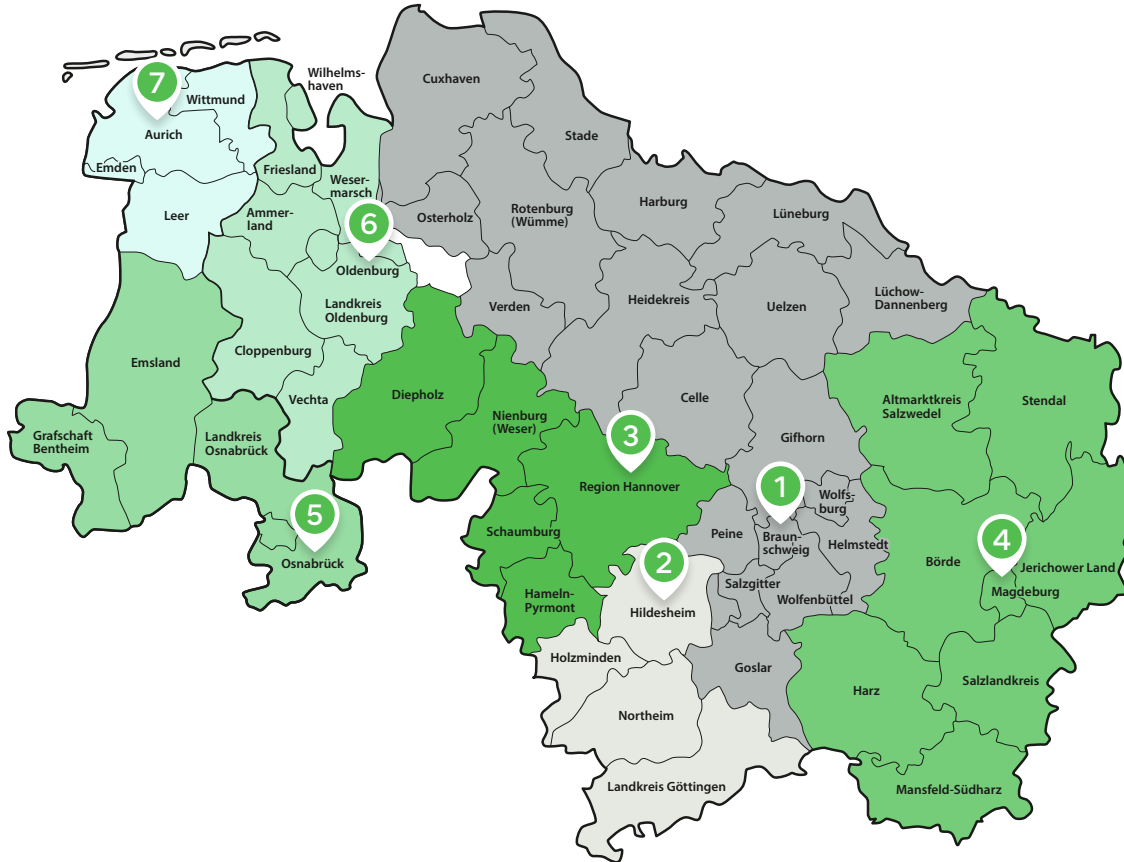 Wilhelms-
haven
Cuxhaven
7
Wittmund
Aurich
Stade
Emden
Friesland
Weser-
marsch
Harburg
Lüneburg
Leer
Ammer-
land
6
Osterholz
Rotenburg
(Wümme)
Oldenburg
Landkreis
Oldenburg
Verden
Heidekreis
Uelzen
Lüchow-
Dannenberg
Emsland
Cloppenburg
Diepholz
Celle
Vechta
Nienburg
(Weser)
Altmarktkreis
Salzwedel
Stendal
Grafschaft
Bentheim
Landkreis
Osnabrück
3
Gifhorn
Region Hannover
1
Wolfs-
burg
5
Schaumburg
Peine
Braun-
schweig
Helmstedt
4
Börde
Jerichower Land
Osnabrück
2
Salzgitter
Magdeburg
Hameln-
Pyrmont
Hildesheim
Wolfenbüttel
Holzminden
Goslar
Harz
Salzlandkreis
Northeim
Landkreis Göttingen
Mansfeld-Südharz